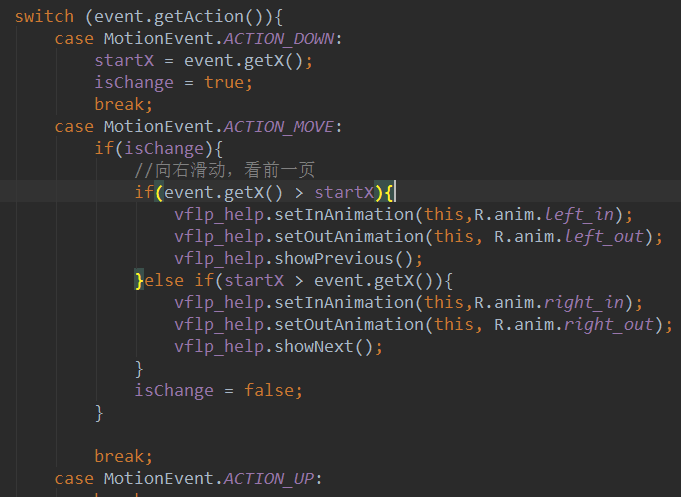 switch (event.getAction()){
case MotionEvent.ACTION_DOWN:
startX = event.getX();
isChange = true;
break;
case MotionEvent.ACTION_MOVE:
if(isChange){
//向右滑动，看前一页
if(event.getX() > startX){
vflp_help.setInAnimation(this,R.anim.left_in);
vflp_help.setOutAnimation(this, R.anim.left_out);
vflp_help.showPrevious();
}else if(startX > event.getX()){
vflp_help.setInAnimation(this,R.anim.right_in);
vflp_help.setOutAnimation(this, R.anim.right_out);
vflp_help.showNext();
}
isChange = false;
}
break;
case MotionEvent.ACTION_UP: